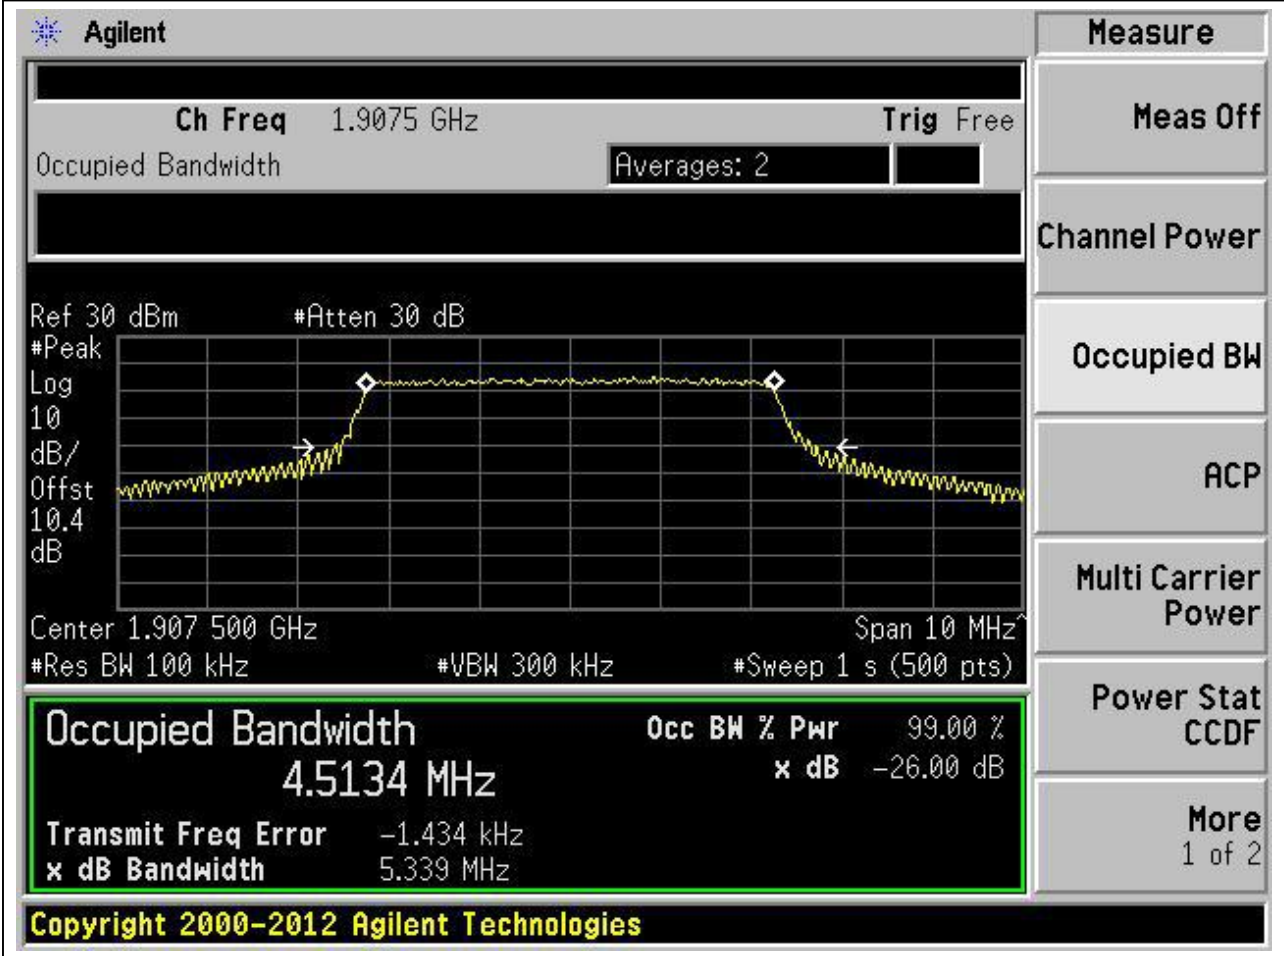 Agilent
Measure
Ch Freq 1.9075 GHz Trig Free
Occupied Bandwidth Averages: 2
Ref 30 dBm #Atten 30 dB
#Peak
Log
10
dB/
Offst
10.4
dB
Center 1.907 500 GHz Span 10 MHz^
#Res BW 100 kHz #VBW 300 kHz #Sweep 1 s (500 pts)
Occupied Bandwidth Occ BW % Pwr 99.00 %
4.5134 MHz x dB -26.00 dB
Transmit Freq Error -1.434 kHz
x dB Bandwidth 5.339 MHz
Meas Off
Channel Power
Occupied BW
ACP
Multi Carrier
Power
Power Stat
CCDF
More
1 of 2
Copyright 2000-2012 Agilent Technologies